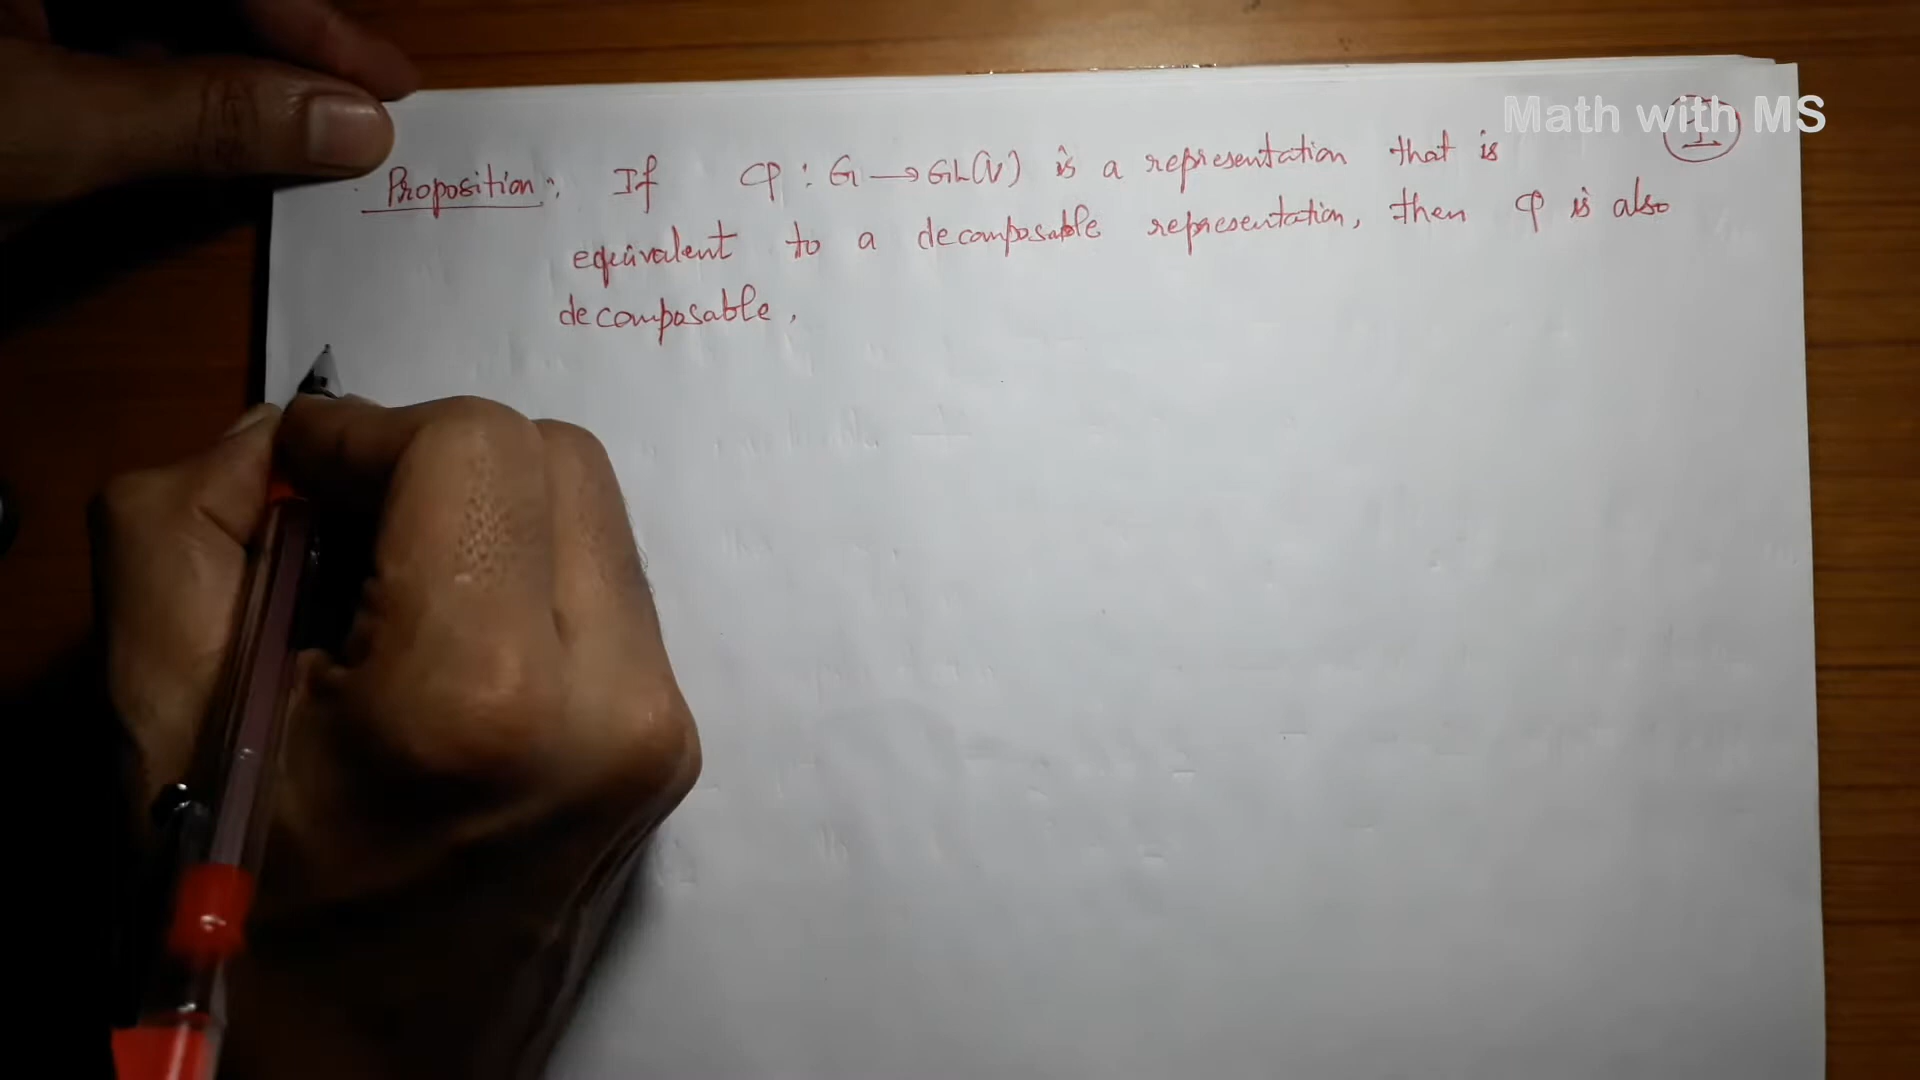 Math with MS
1
Proposition: If φ : G → GL(V) is a representation that is
equivalent to a decomposable representation, then φ is also
decomposable.